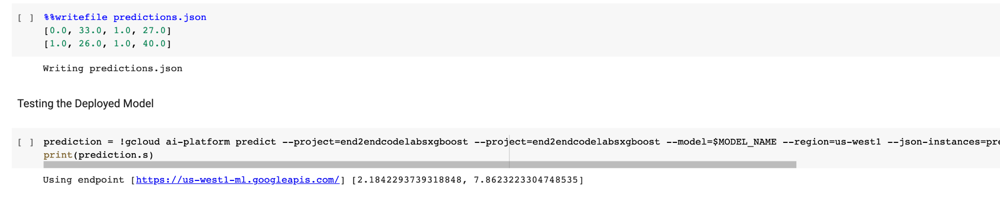 [ ] %%writefile predictions.json
[0.0, 33.0, 1.0, 27.0]
[1.0, 26.0, 1.0, 40.0]
Writing predictions.json
Testing the Deployed Model
[ ] prediction = !gcloud ai-platform predict --project=end2endcodelabsxgboost --project=end2endcodelabsxgboost --model=$MODEL_NAME --region=us-west1 --json-instances=pre
print(prediction.s)
Using endpoint [https://us-west1-ml.googleapis.com/] [2.1842293739318848, 7.8623223304748535]